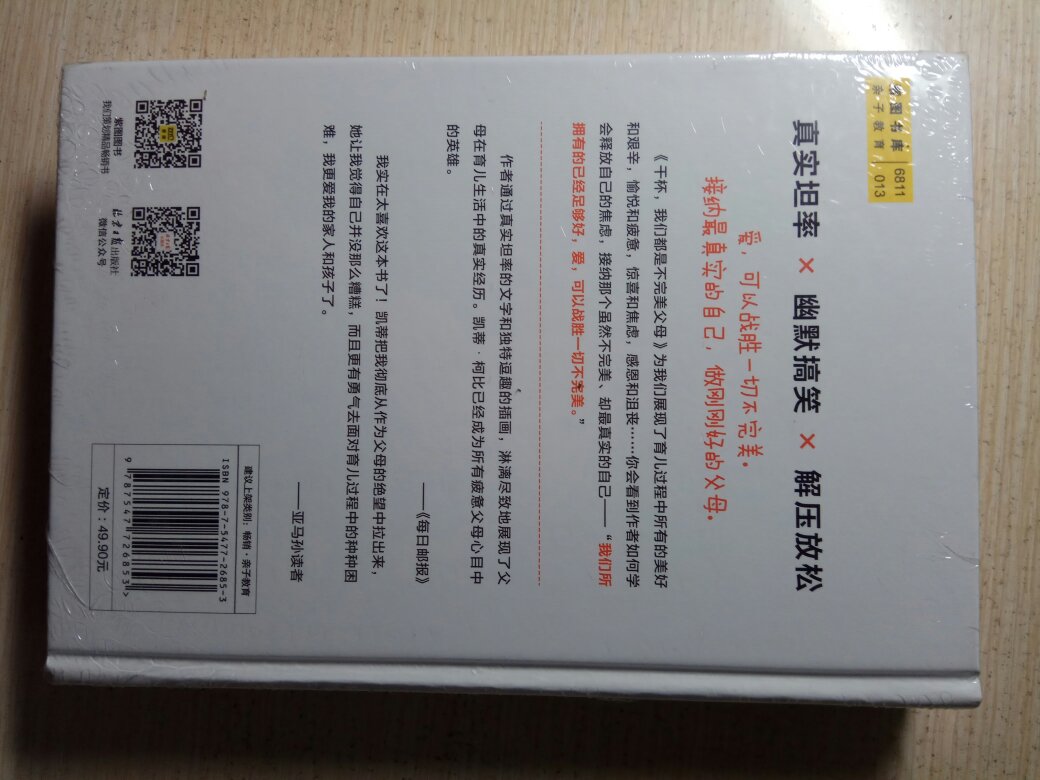 紫图书库 6811
亲子教育 013
真实坦率 × 幽默搞笑 × 解压放松
爱，可以战胜一切不完美。
接纳最真实的自己，做刚刚好的父母。
《干杯，我们都是不完美父母》为我们展现了育儿过程中所有的美好
和艰辛，愉悦和疲意，惊喜和焦虑，感恩和沮丧……你会看到作者如何学
会释放自己的焦虑，接纳那个虽然不完美、却最真实的自己——“我们所
拥有的已经足够好，爱，可以战胜一切不完美。”
作者通过真实坦率的文字和独特逗趣的插画，淋漓尽致地展现了父
母在育儿生活中的真实经历。凯蒂·柯比已经成为所有疲意父母心目中
的英雄。
——《每日邮报》
我实在太喜欢这本书了！凯蒂把我彻底从作为父母的绝望中拉出来，
她让我觉得自己并没那么糟糕，而且更有勇气去面对育儿过程中的种种困
难，我更爱我的家人和孩子了。
——亚马孙读者
紫图图书
我们策划精品畅销书
北京日报出版社
微信公众号
建议上架类别：畅销·亲子教育
ISBN 978-7-5477-2685-3
9 787547 726853 >
定价：49.90元